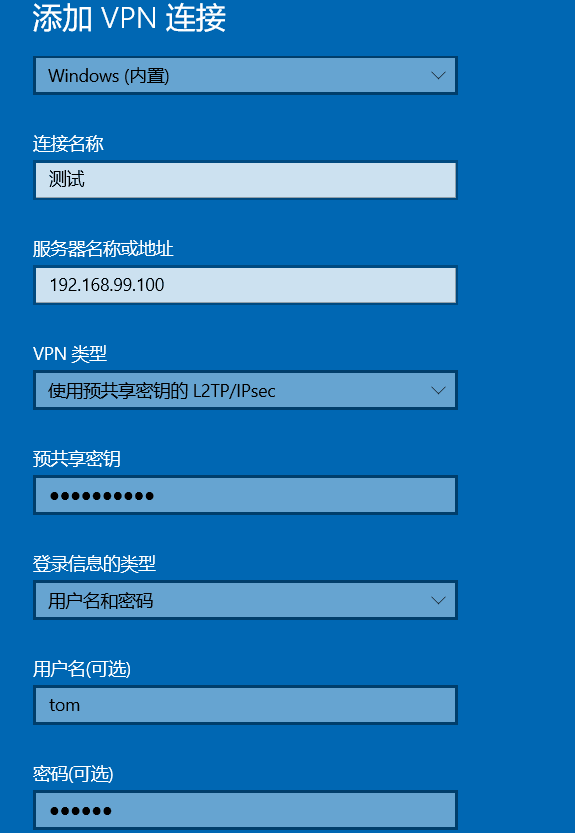 添加 VPN 连接
Windows (内置)
连接名称
测试
服务器名称或地址
192.168.99.100
VPN 类型
使用预共享密钥的 L2TP/IPsec
预共享密钥
●●●●●●●●●●
登录信息的类型
用户名和密码
用户名(可选)
tom
密码(可选)
●●●●●●